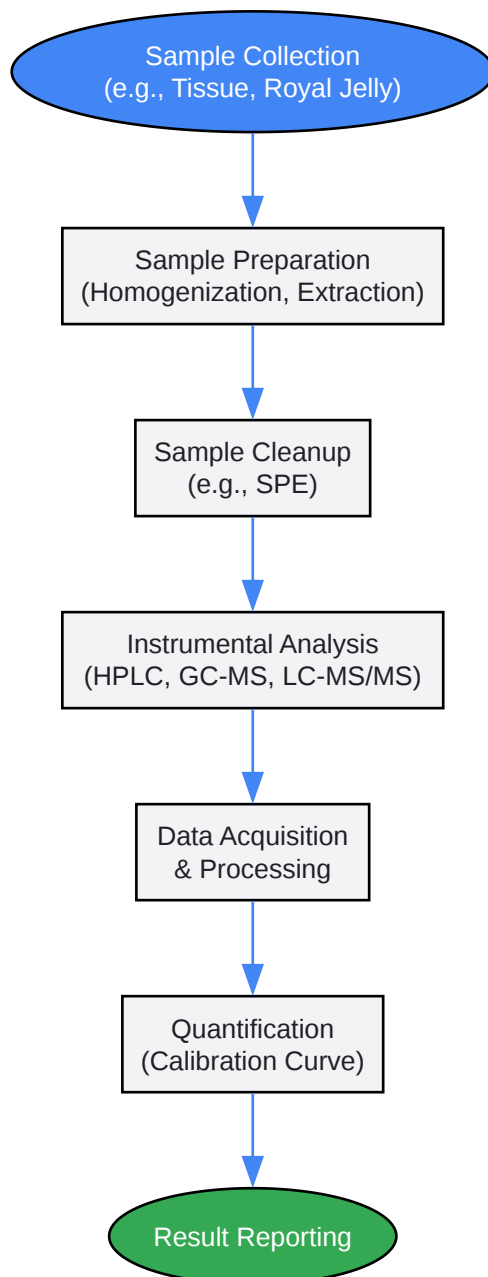 Sample Collection
(e.g., Tissue, Royal Jelly)
Sample Preparation
(Homogenization, Extraction)
Sample Cleanup
(e.g., SPE)
Instrumental Analysis
(HPLC, GC-MS, LC-MS/MS)
Data Acquisition
& Processing
Quantification
(Calibration Curve)
Result Reporting